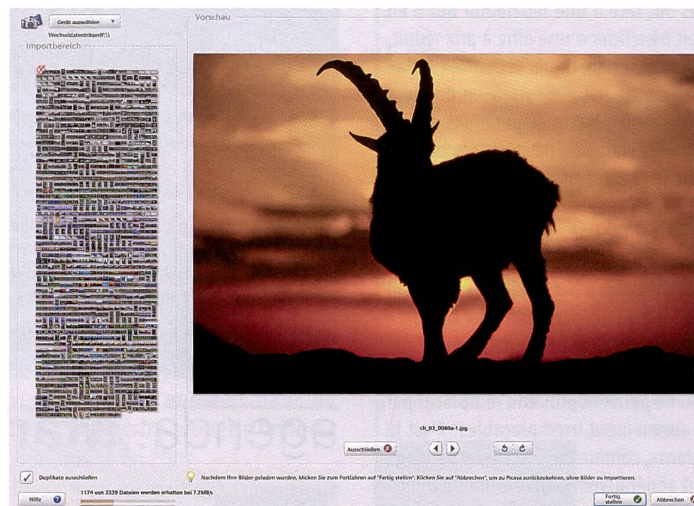 Gerät auswählen
Wechseldatenträger(F:\).
Importbereich
Vorschau
ch_03_0080a-1.jpg
Ausschließen
Duplikate ausschließen
Nachdem Ihre Bilder geladen wurden, klicken Sie zum Fortfahren auf "Fertig stellen". Klicken Sie auf "Abbrechen", um zu Picasa zurückzukehren, ohne Bilder zu importieren.
Hilfe
1174 von 3339 Dateien werden erhalten bei 7.2MB/s
Fertig stellen
Abbrechen